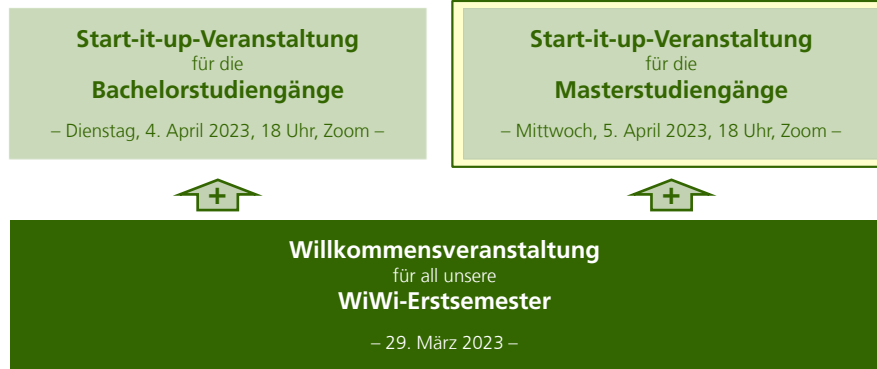 Start-it-up-Veranstaltung
für die
Bachelorstudiengänge
– Dienstag, 4. April 2023, 18 Uhr, Zoom –
Start-it-up-Veranstaltung
für die
Masterstudiengänge
– Mittwoch, 5. April 2023, 18 Uhr, Zoom –
+
+
Willkommensveranstaltung
für all unsere
WiWi-Erstsemester
– 29. März 2023 –